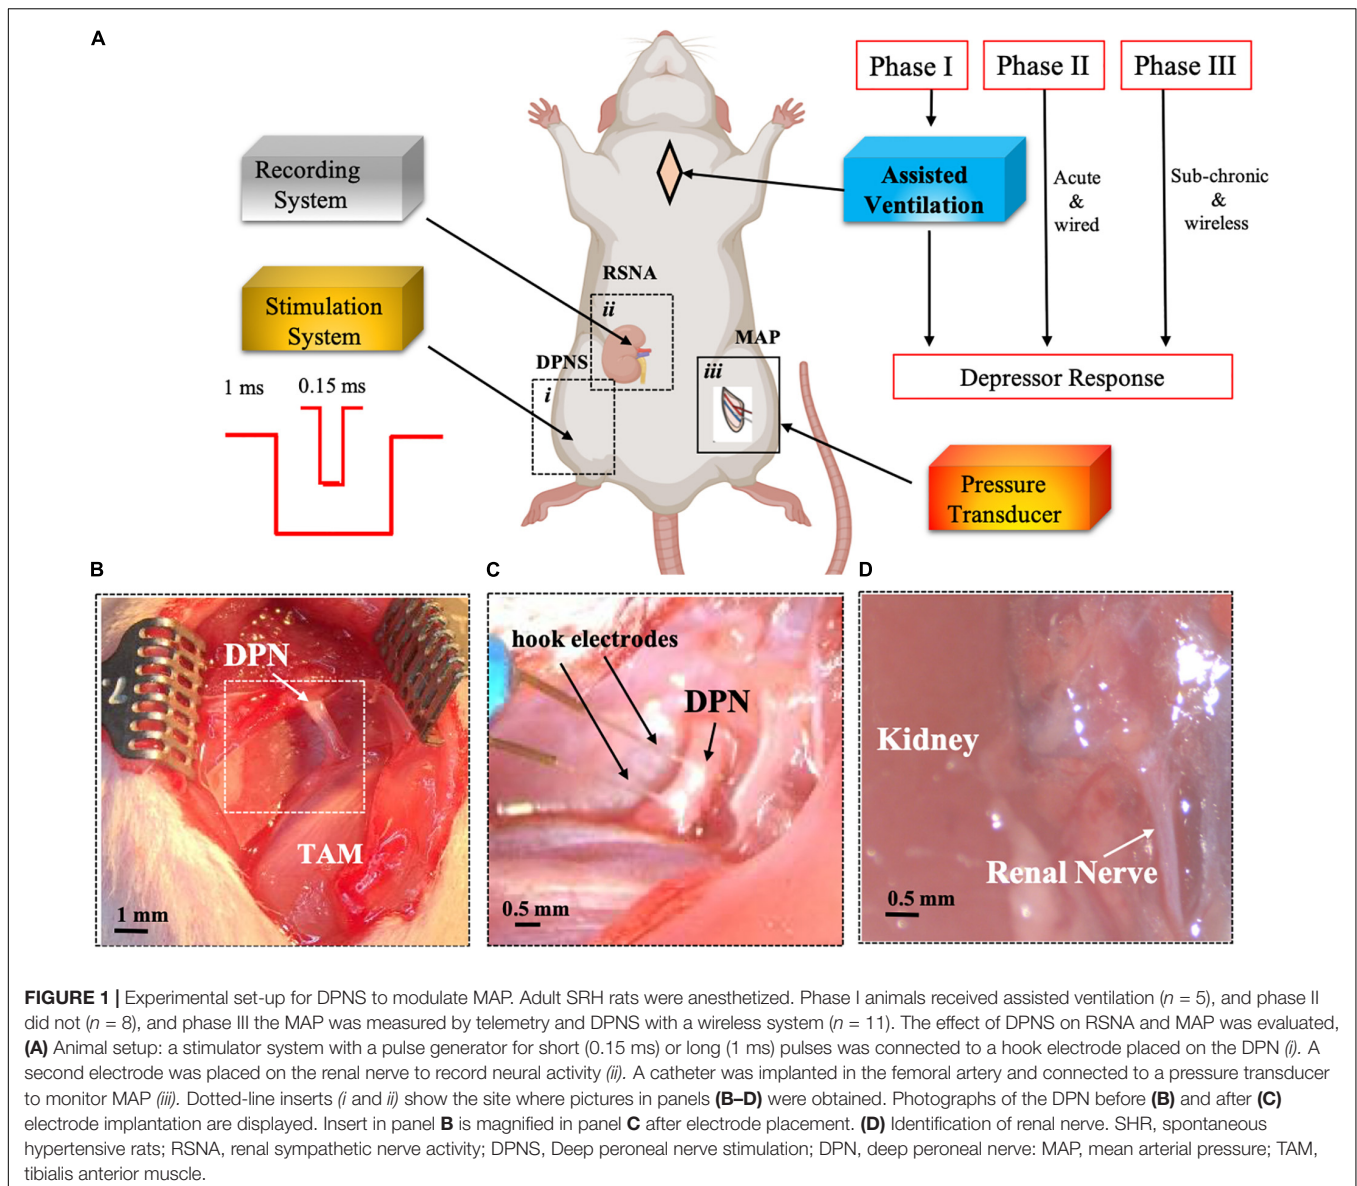 A
Phase I
Phase II
Phase III
Recording
System
Assisted
Ventilation
Acute
&
wired
Sub-chronic
&
wireless
RSNA
ii
Stimulation
System
MAP
iii
DPNS
i
Depressor Response
1 ms
0.15 ms
Pressure
Transducer
B
DPN
TAM
1 mm
C
hook electrodes
DPN
0.5 mm
D
Kidney
Renal Nerve
0.5 mm
FIGURE 1 | Experimental set-up for DPNS to modulate MAP. Adult SRH rats were anesthetized. Phase I animals received assisted ventilation (n = 5), and phase II
did not (n = 8), and phase III the MAP was measured by telemetry and DPNS with a wireless system (n = 11). The effect of DPNS on RSNA and MAP was evaluated,
(A) Animal setup: a stimulator system with a pulse generator for short (0.15 ms) or long (1 ms) pulses was connected to a hook electrode placed on the DPN (i). A
second electrode was placed on the renal nerve to record neural activity (ii). A catheter was implanted in the femoral artery and connected to a pressure transducer
to monitor MAP (iii). Dotted-line inserts (i and ii) show the site where pictures in panels (B–D) were obtained. Photographs of the DPN before (B) and after (C)
electrode implantation are displayed. Insert in panel B is magnified in panel C after electrode placement. (D) Identification of renal nerve. SHR, spontaneous
hypertensive rats; RSNA, renal sympathetic nerve activity; DPNS, Deep peroneal nerve stimulation; DPN, deep peroneal nerve: MAP, mean arterial pressure; TAM,
tibialis anterior muscle.